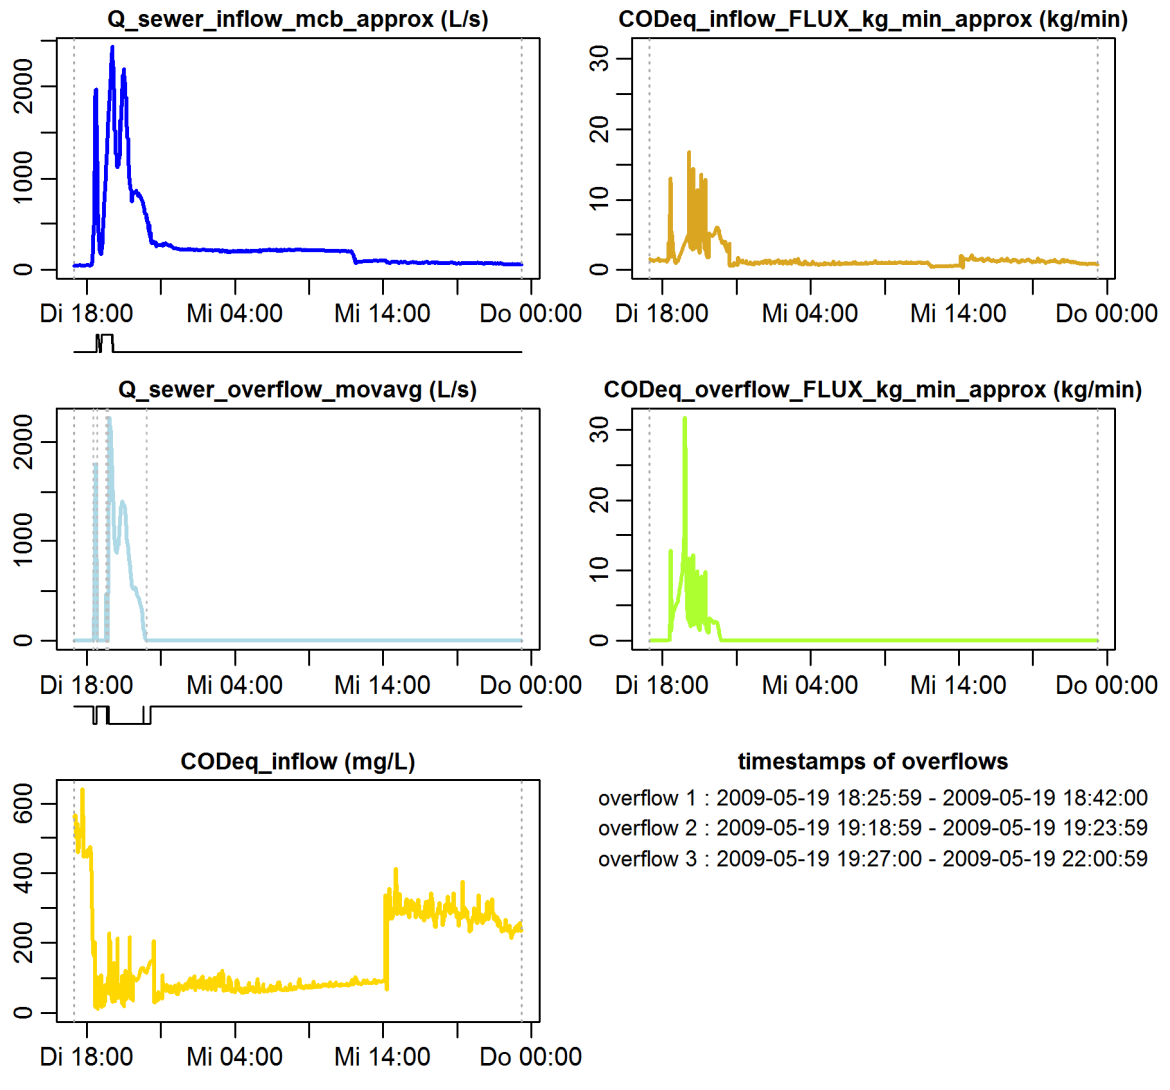 Q_sewer_inflow_mcb_approx (L/s)
0
1000
2000
Di 18:00 Mi 04:00 Mi 14:00 Do 00:00
CODeq_inflow_FLUX_kg_min_approx (kg/min)
0
10
20
30
Di 18:00 Mi 04:00 Mi 14:00 Do 00:00
Q_sewer_overflow_movavg (L/s)
0
1000
2000
Di 18:00 Mi 04:00 Mi 14:00 Do 00:00
CODeq_overflow_FLUX_kg_min_approx (kg/min)
0
10
20
30
Di 18:00 Mi 04:00 Mi 14:00 Do 00:00
CODeq_inflow (mg/L)
0
200
400
600
Di 18:00 Mi 04:00 Mi 14:00 Do 00:00
timestamps of overflows
overflow 1 : 2009-05-19 18:25:59 - 2009-05-19 18:42:00
overflow 2 : 2009-05-19 19:18:59 - 2009-05-19 19:23:59
overflow 3 : 2009-05-19 19:27:00 - 2009-05-19 22:00:59